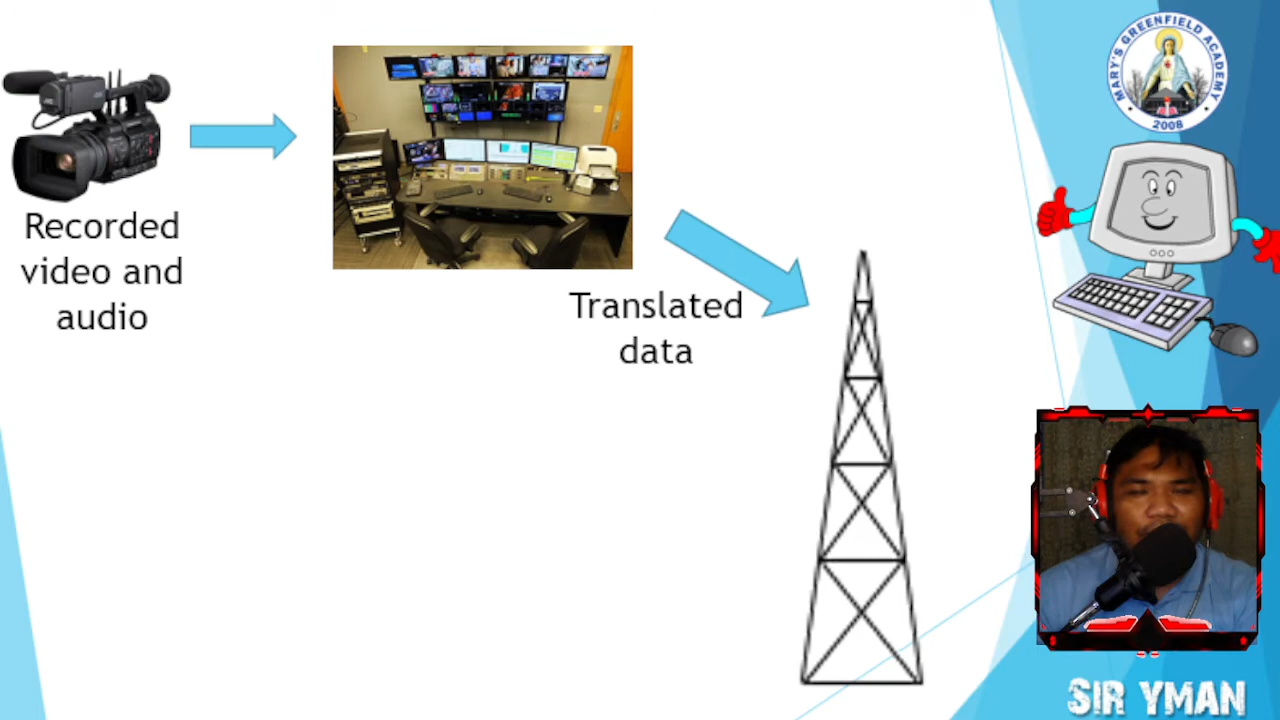 Recorded
video and
audio
Translated
data
MARY'S GREENFIELD ACADEMY
2008
SIR YMAN